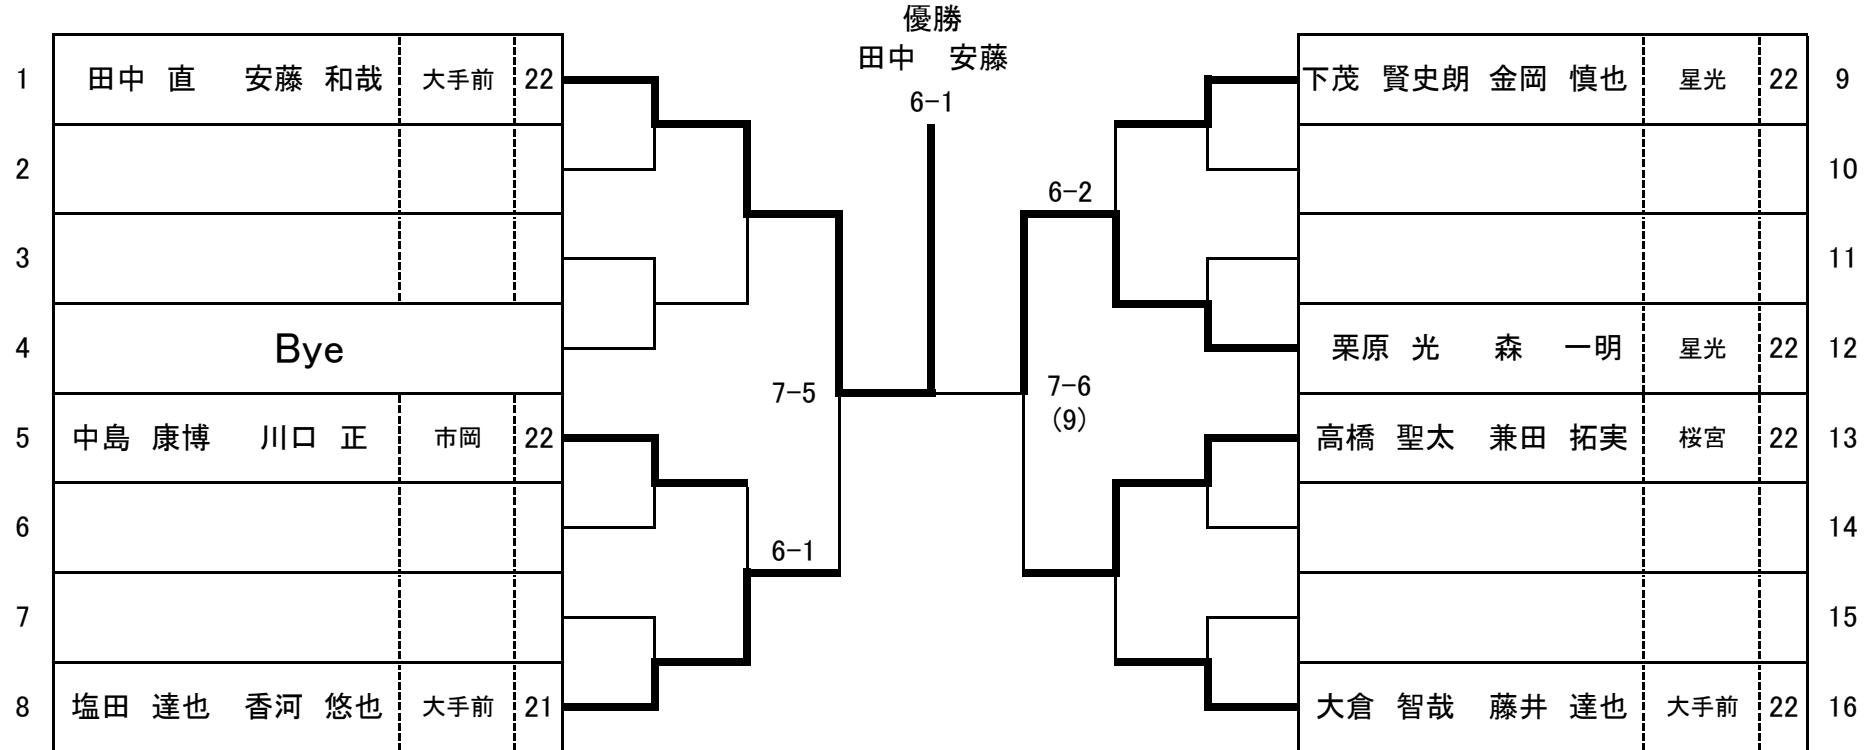 優勝
田中 安藤
6-1
1 田中 直 安藤 和哉 大手前 22
2
3
4 Bye
5 中島 康博 川口 正 市岡 22
6
7
8 塩田 達也 香河 悠也 大手前 21
7-5
6-1
6-2
7-6
(9)
下茂 賢史朗 金岡 慎也 星光 22 9
10
11
栗原 光 森 一明 星光 22 12
高橋 聖太 兼田 拓実 桜宮 22 13
14
15
大倉 智哉 藤井 達也 大手前 22 16